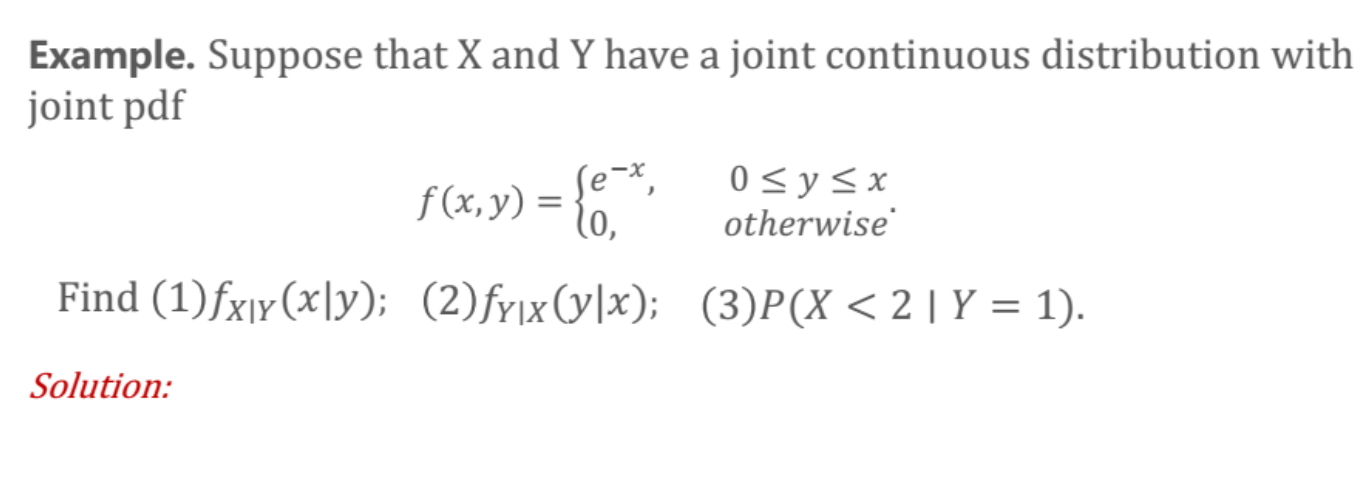 Example. Suppose that X and Y have a joint continuous distribution with
joint pdf
f(x, y) = {e^{−x}, 0 ≤ y ≤ x
0, otherwise.
Find (1)f_{X|Y}(x|y); (2)f_{Y|X}(y|x); (3)P(X < 2 | Y = 1).
Solution: